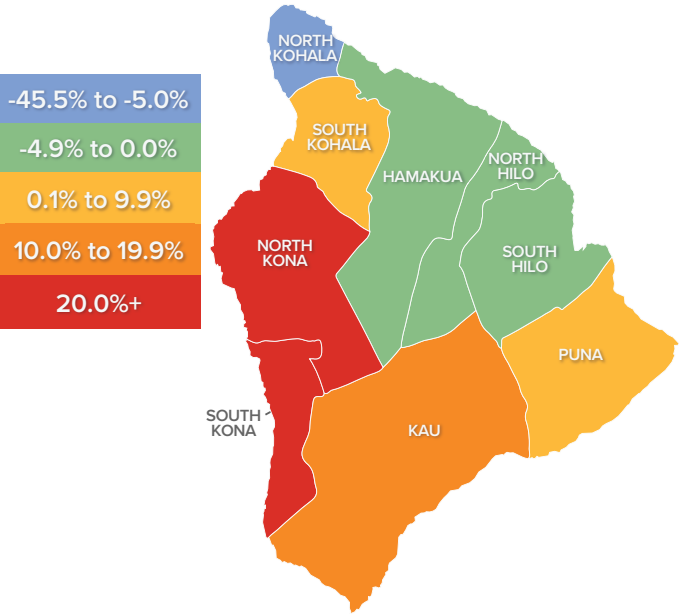 -45.5% to -5.0%
-4.9% to 0.0%
0.1% to 9.9%
10.0% to 19.9%
20.0%+
NORTH
KOHALA
SOUTH
KOHALA
HAMAKUA
NORTH
HILO
SOUTH
HILO
NORTH
KONA
PUNA
SOUTH
KONA
KAU